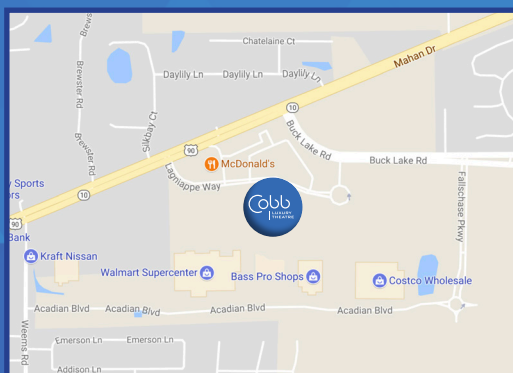 Brews
Chatelaine Ct
Mahan Dr
Daylily Ln
Daylily Ln
Daylily Ln
Brewster Rd
Silkbay Ct
10
Buck Lake Rd
90
Brewster Rd
McDonald's
Buck Lake Rd
Lagniappe Way
y Sports
ors
10
Cobb
LUXURY
THEATRE
Fallschase Pkwy
90
Bank
Kraft Nissan
Walmart Supercenter
Bass Pro Shops
Costco Wholesale
Acadian Blvd
Acadian Blvd
Acadian Blvd
Acadian Blvd
Weems Rd
Emerson Ln
Emerson Ln
Addison Ln